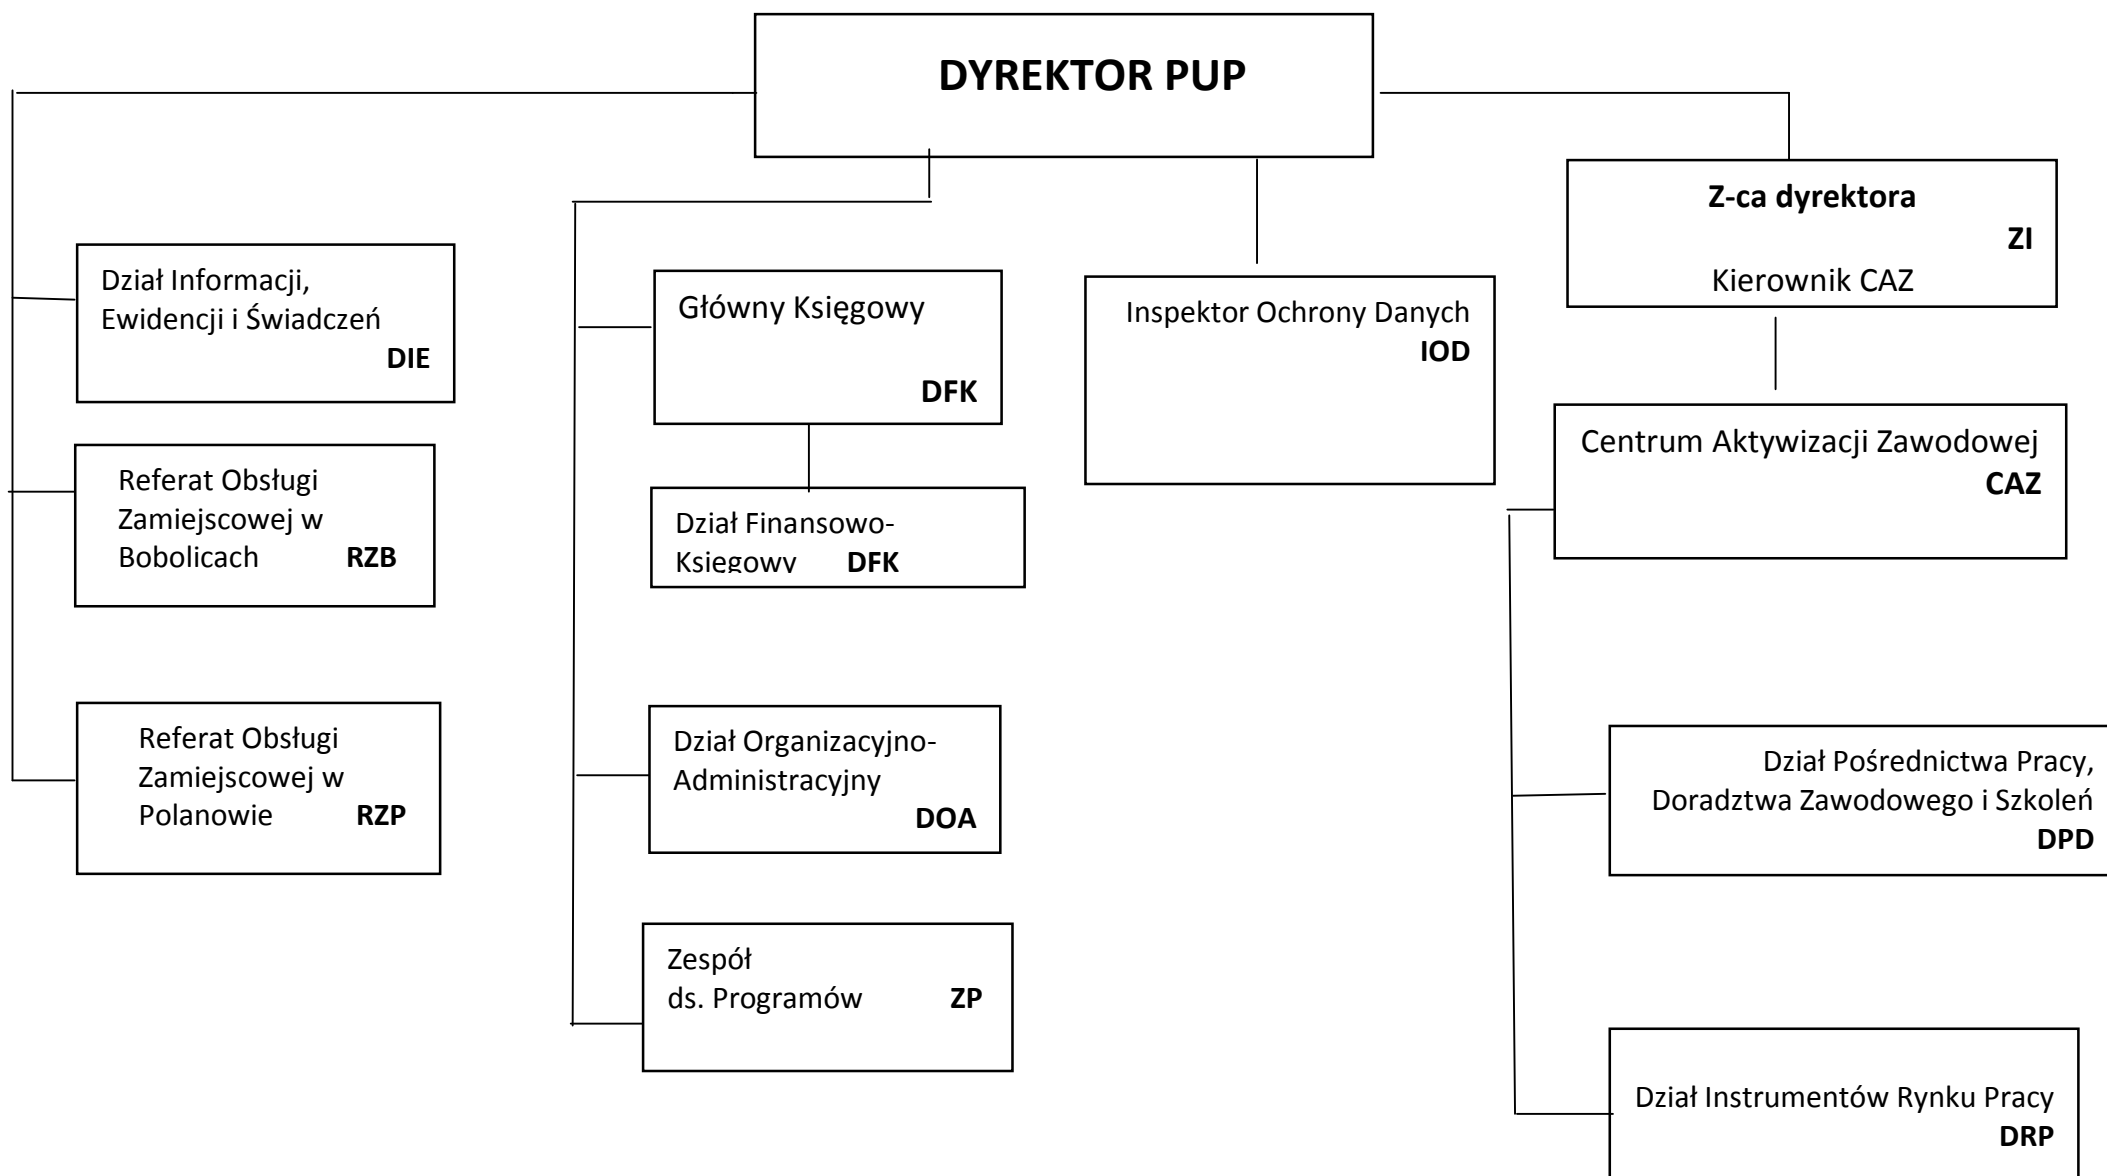 DYREKTOR PUP
Z-ca dyrektora
ZI
Kierownik CAZ
Dział Informacji,
Ewidencji i Świadczeń
DIE
Referat Obsługi
Zamiejscowej w
Bobolicach RZB
Referat Obsługi
Zamiejscowej w
Polanowie RZP
Główny Księgowy
DFK
Dział Finansowo-
Księgowy DFK
Dział Organizacyjno-
Administracyjny
DOA
Zespół
ds. Programów ZP
Inspektor Ochrony Danych
IOD
Centrum Aktywizacji Zawodowej
CAZ
Dział Pośrednictwa Pracy,
Doradztwa Zawodowego i Szkoleń
DPD
Dział Instrumentów Rynku Pracy
DRP